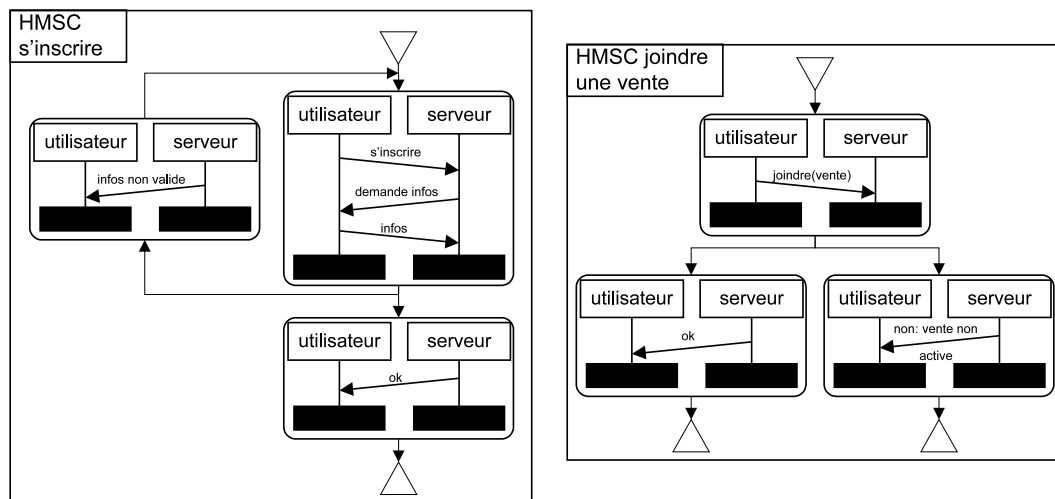 HMSC
s'inscrire
utilisateur
serveur
s'inscrire
demande infos
infos
utilisateur
serveur
infos non valide
utilisateur
serveur
ok
HMSC joindre
une vente
utilisateur
serveur
joindre(vente)
utilisateur
serveur
ok
utilisateur
serveur
non: vente non
active